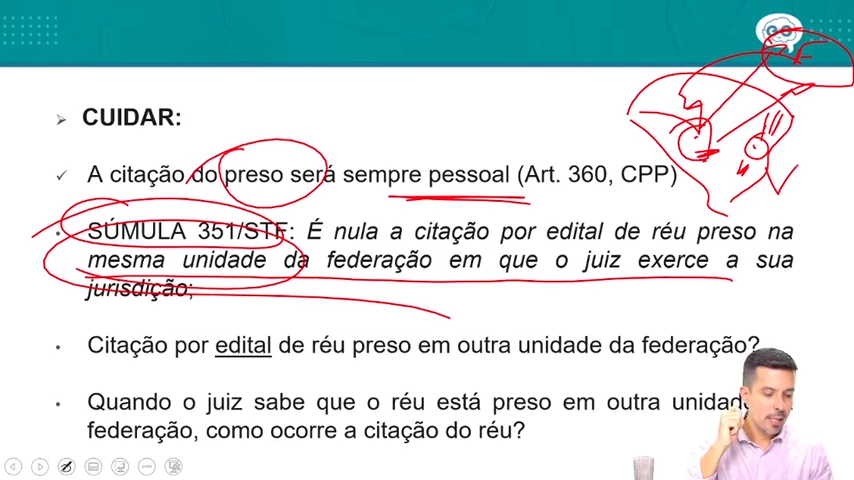 CUIDAR:
A citação do preso será sempre pessoal (Art. 360, CPP)
SÚMULA 351/STF: É nula a citação por edital de réu preso na
mesma unidade da federação em que o juiz exerce a sua
jurisdição;
Citação por edital de réu preso em outra unidade da federação?
Quando o juiz sabe que o réu está preso em outra unidade
federação, como ocorre a citação do réu?